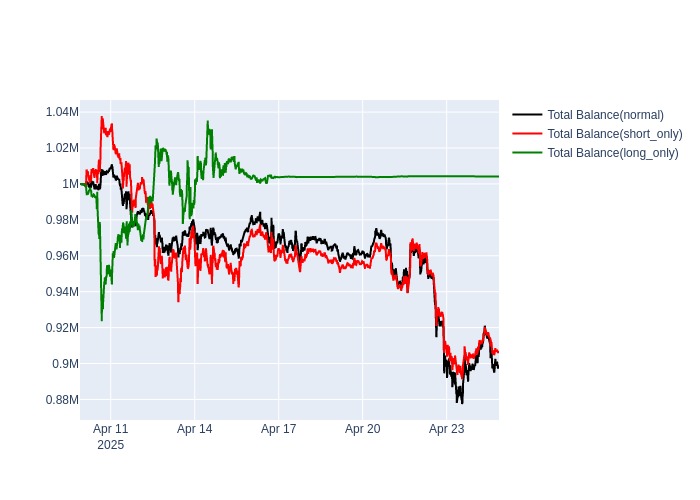 1.04M
1.02M
1M
0.98M
0.96M
0.94M
0.92M
0.9M
0.88M
Apr 11
2025
Apr 14
Apr 17
Apr 20
Apr 23
Total Balance(normal)
Total Balance(short_only)
Total Balance(long_only)